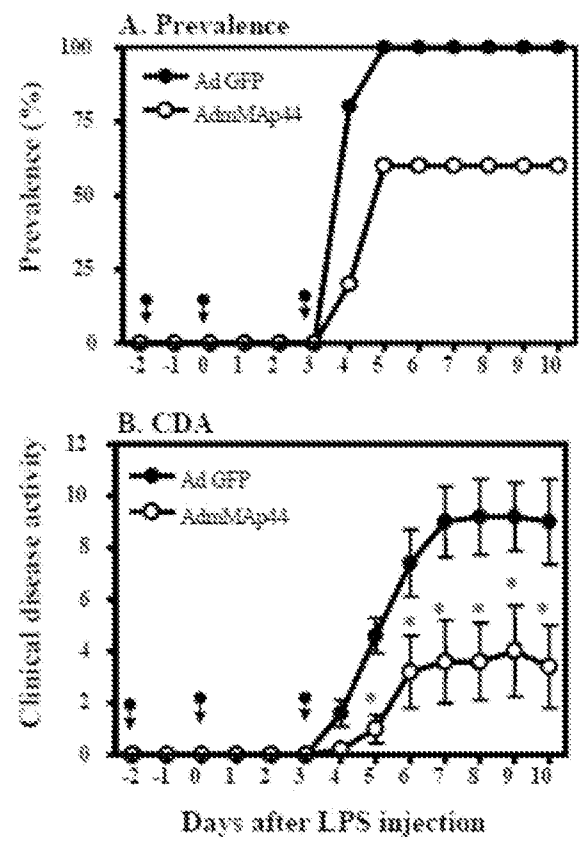 A. Prevalence
100
75
50
25
0
Prevalence (%)
Ad GFP
AdmMAp44
-2 -1 0 1 2 3 4 5 6 7 8 9 10
B. CDA
12
10
8
6
4
2
0
Clinical disease activity
Ad GFP
AdmMAp44
* * * * * *
-2 -1 0 1 2 3 4 5 6 7 8 9 10
Days after LPS injection